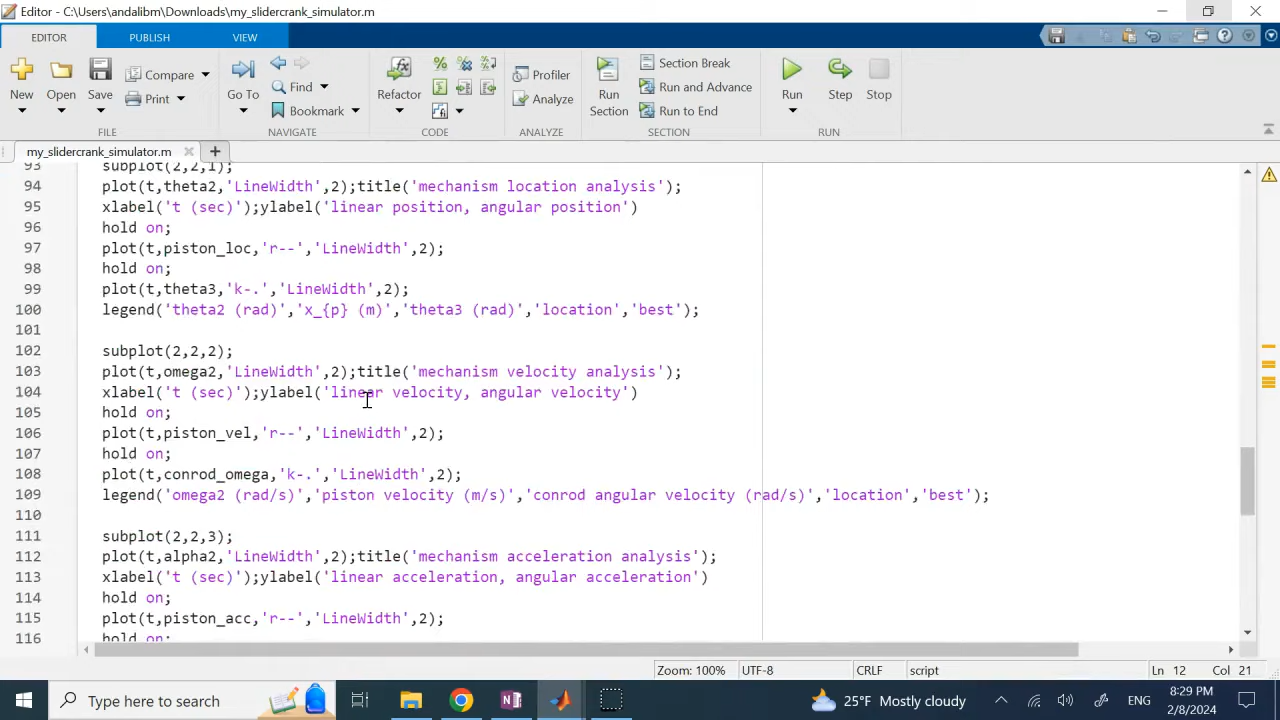 Editor - C:\Users\andalibm\Downloads\my_slidercrank_simulator.m
EDITOR PUBLISH VIEW
New Open Save Compare Print
Go To Find Bookmark
Refactor
Profiler Analyze
Run Section Section Break Run and Advance Run to End
Run Step Stop
FILE NAVIGATE CODE ANALYZE SECTION RUN
my_slidercrank_simulator.m
93 subplot(2,2,1);
94 plot(t,theta2,'LineWidth',2);title('mechanism location analysis');
95 xlabel('t (sec)');ylabel('linear position, angular position')
96 hold on;
97 plot(t,piston_loc,'r--','LineWidth',2);
98 hold on;
99 plot(t,theta3,'k-.','LineWidth',2);
100 legend('theta2 (rad)','x_{p} (m)','theta3 (rad)','location','best');
101
102 subplot(2,2,2);
103 plot(t,omega2,'LineWidth',2);title('mechanism velocity analysis');
104 xlabel('t (sec)');ylabel('linear velocity, angular velocity')
105 hold on;
106 plot(t,piston_vel,'r--','LineWidth',2);
107 hold on;
108 plot(t,conrod_omega,'k-.','LineWidth',2);
109 legend('omega2 (rad/s)','piston velocity (m/s)','conrod angular velocity (rad/s)','location','best');
110
111 subplot(2,2,3);
112 plot(t,alpha2,'LineWidth',2);title('mechanism acceleration analysis');
113 xlabel('t (sec)');ylabel('linear acceleration, angular acceleration')
114 hold on;
115 plot(t,piston_acc,'r--','LineWidth',2);
116 hold on;
Zoom: 100% UTF-8 CRLF script Ln 12 Col 21
Type here to search 25°F Mostly cloudy ENG 8:29 PM
2/8/2024